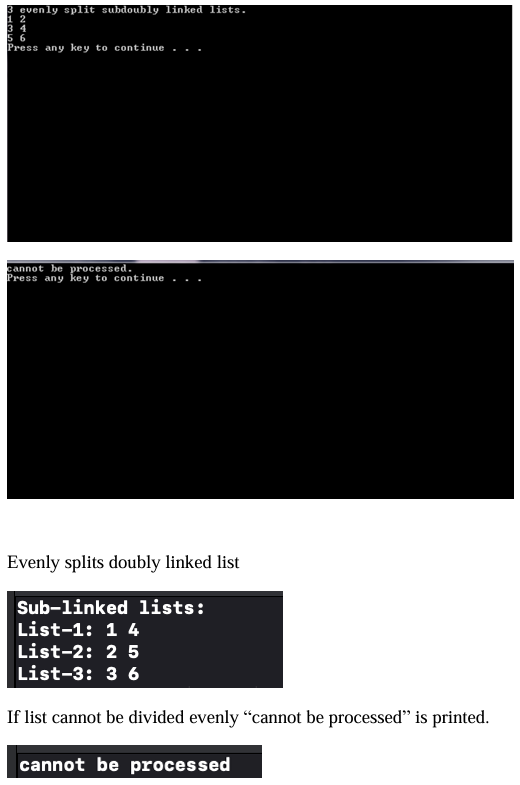 3 evenly split subdoubly linked lists.
1 2
3 4
5 6
Press any key to continue . . .
cannot be processed.
Press any key to continue . . .
Evenly splits doubly linked list
Sub-linked lists:
List-1: 1 4
List-2: 2 5
List-3: 3 6
If list cannot be divided evenly “cannot be processed” is printed.
cannot be processed